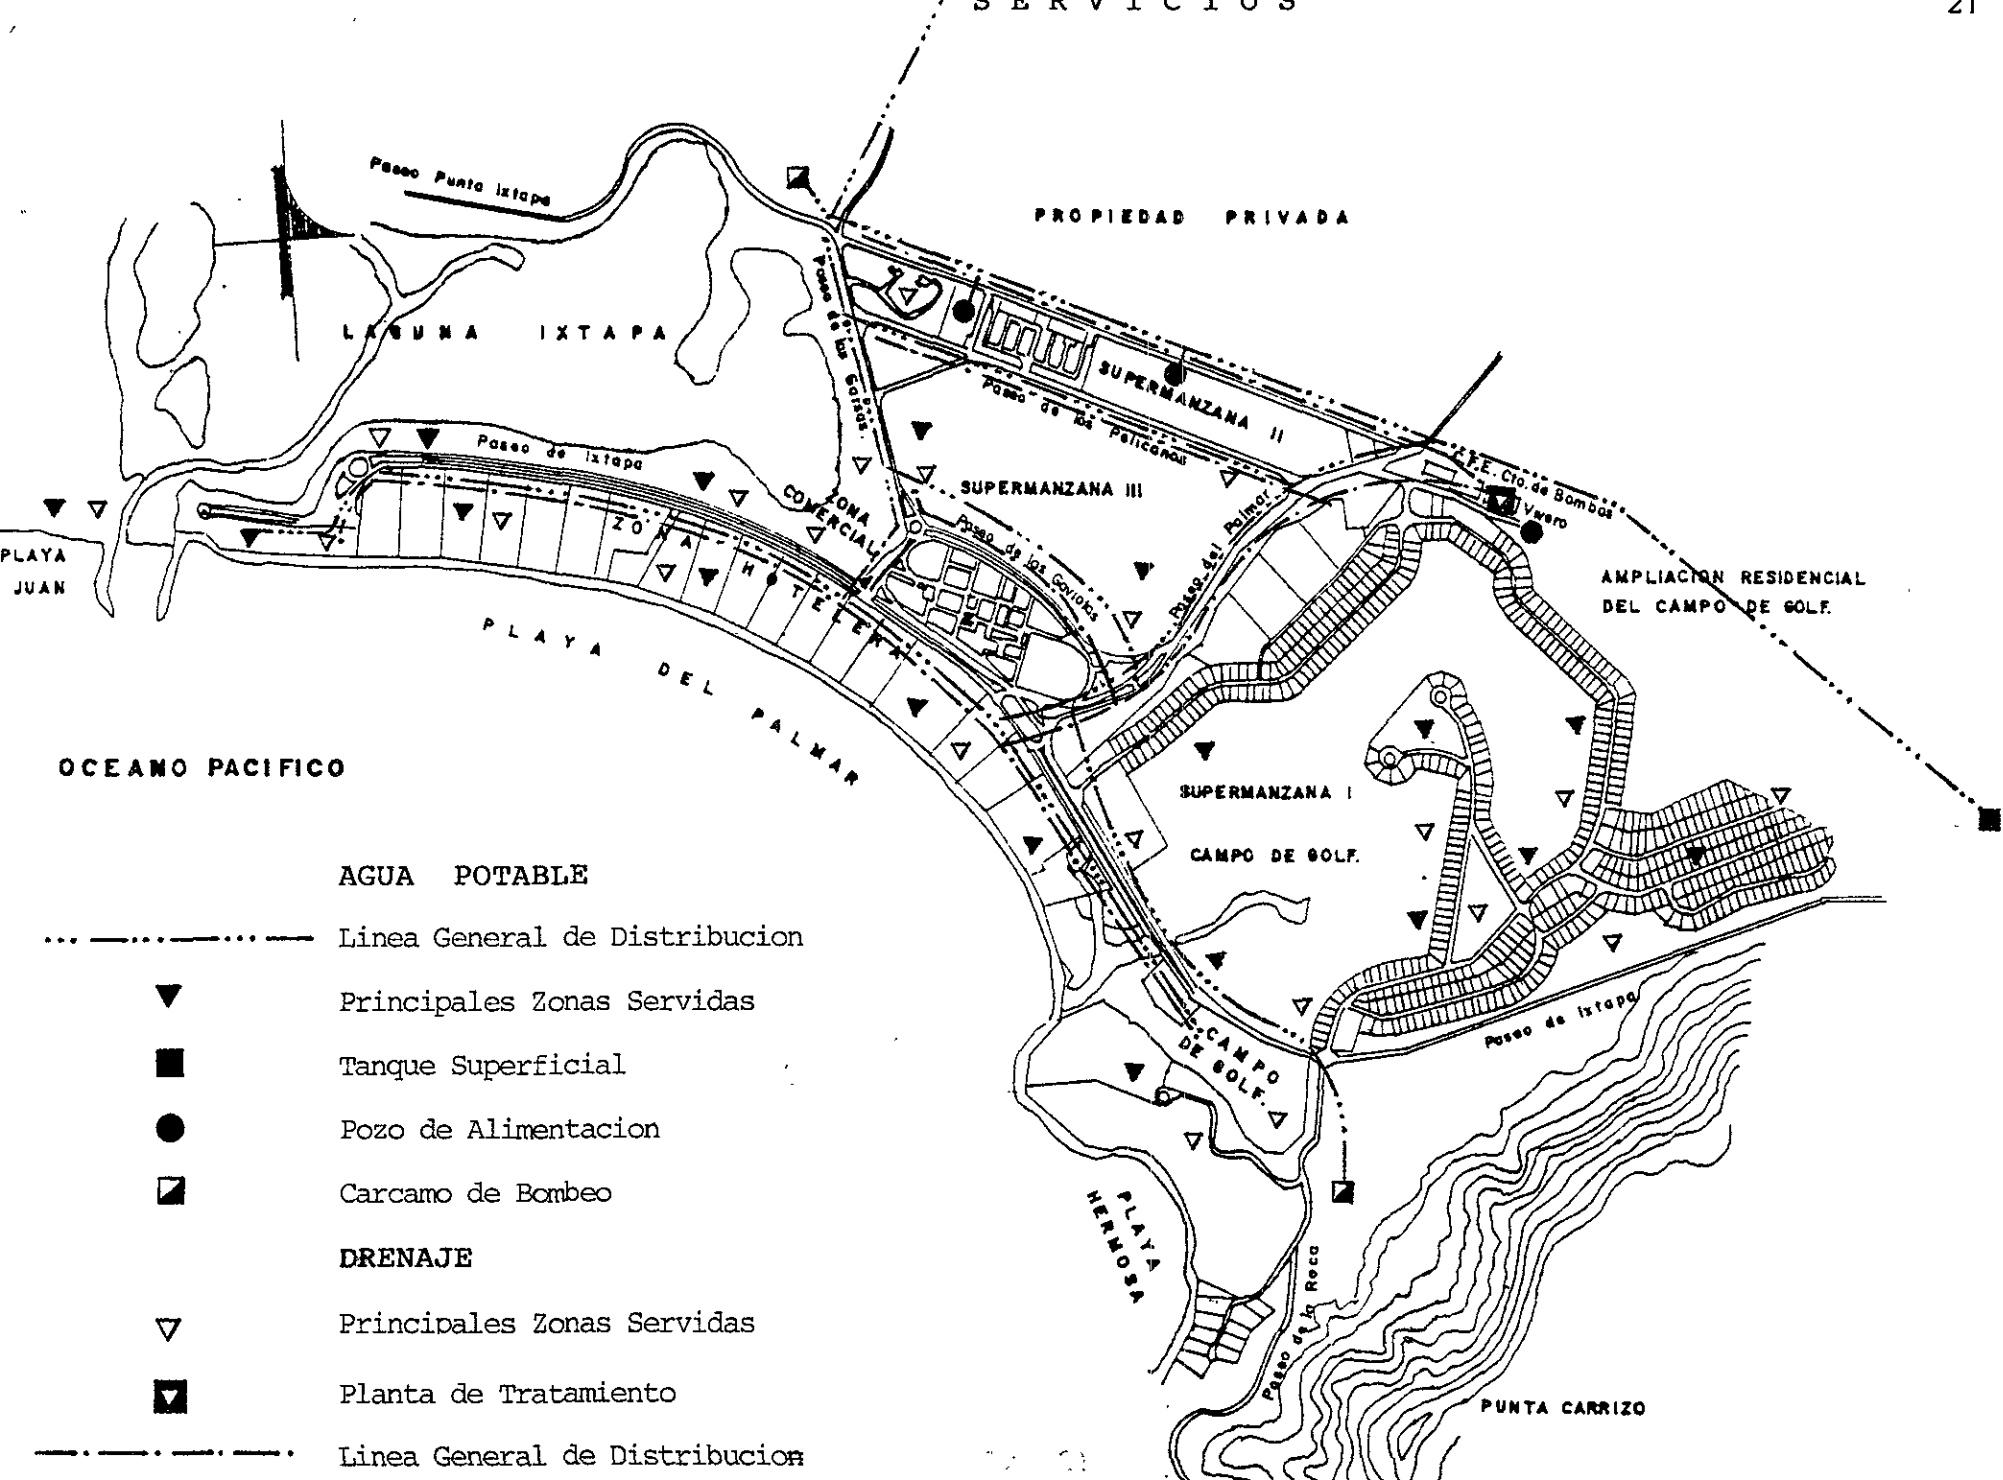 SERVICIOS
21
Paseo Punta Ixtapa
PROPIEDAD PRIVADA
LAGUNA IXTAPA
Paseo de las Garzas.
SUPERMANZANA II
Paseo de los Pelicanos
Paseo de Ixtapa
ZONA
COMERCIAL
SUPERMANZANA III
C.F.E. Cto. de Bombas
Vivero
ZONA HOTELERA
Paseo de las Gaviotas
Paseo del Palmar
PLAYA
JUAN
AMPLIACION RESIDENCIAL
DEL CAMPO DE GOLF.
PLAYA DEL PALMAR
OCEANO PACIFICO
SUPERMANZANA I
CAMPO DE GOLF.
AGUA POTABLE
Linea General de Distribucion
Principales Zonas Servidas
Tanque Superficial
Pozo de Alimentacion
Carcamo de Bombeo
DRENAJE
Principales Zonas Servidas
Planta de Tratamiento
Linea General de Distribucion
CAMPO
DE GOLF.
Paseo de Ixtapa
PLAYA
HERMOSA
Paseo de la Roca
PUNTA CARRIZO